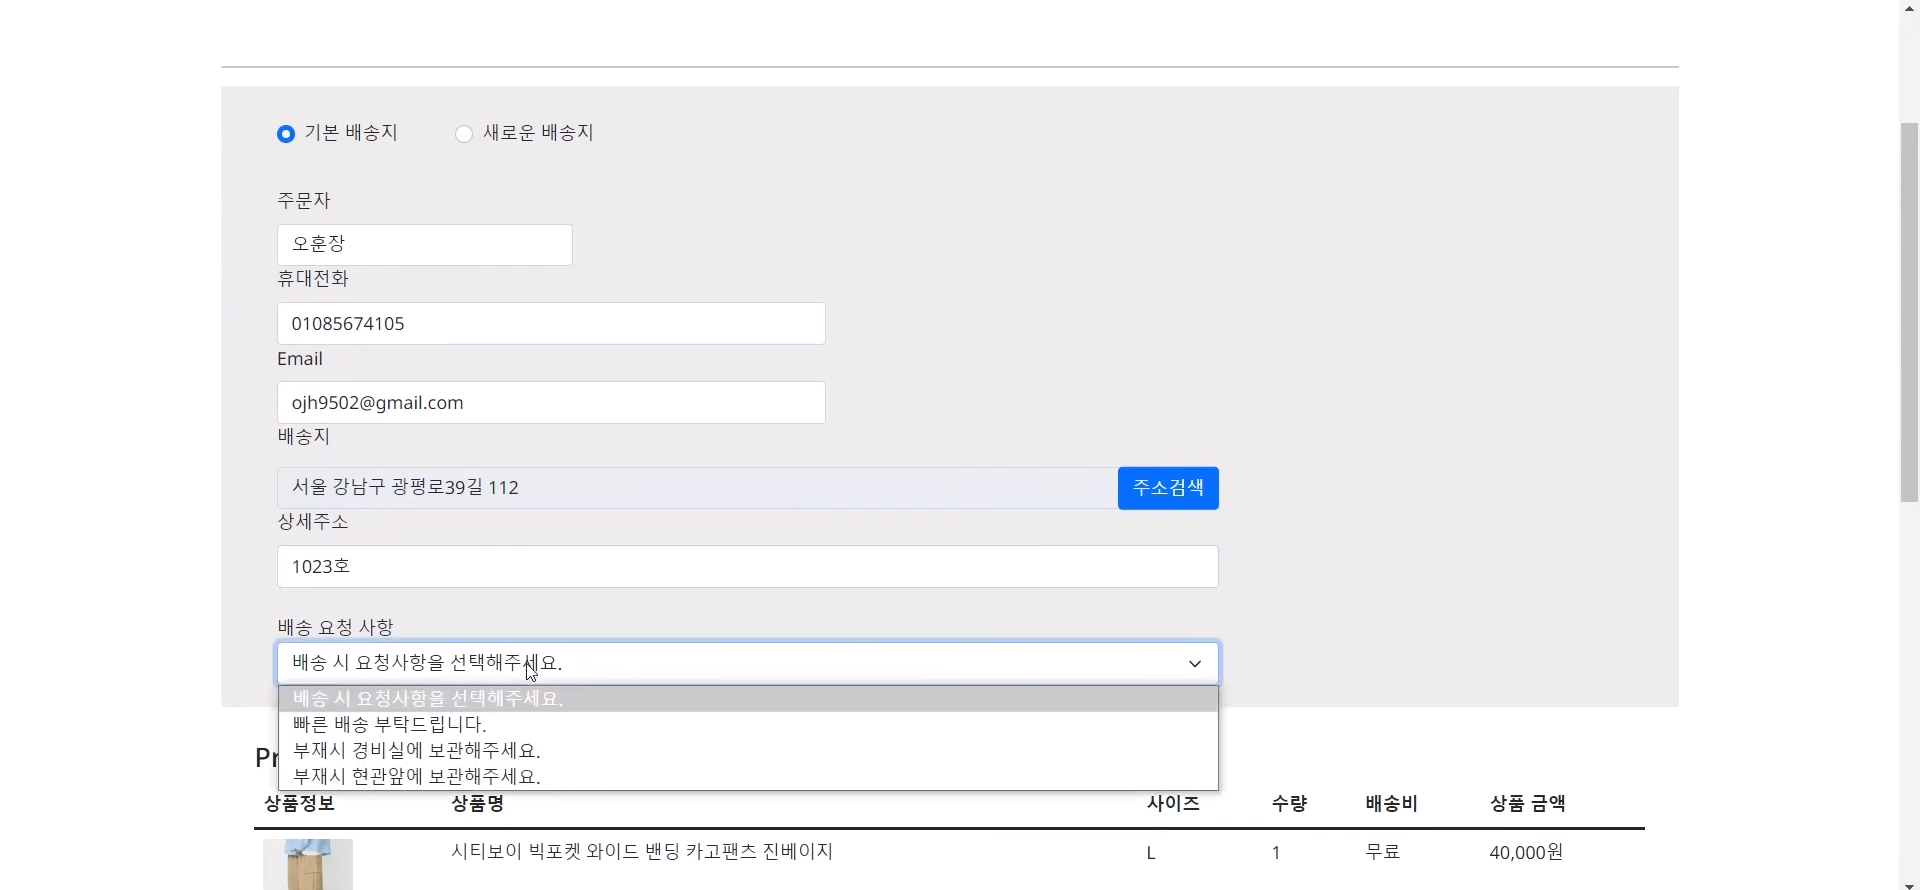 기본 배송지
새로운 배송지
주문자
오훈장
휴대전화
01085674105
Email
ojh9502@gmail.com
배송지
서울 강남구 광평로39길 112
주소검색
상세주소
1023호
배송 요청 사항
배송 시 요청사항을 선택해주세요.
배송 시 요청사항을 선택해주세요.
빠른 배송 부탁드립니다.
부재시 경비실에 보관해주세요.
부재시 현관앞에 보관해주세요.
상품정보 상품명 사이즈 수량 배송비 상품 금액
시티보이 빅포켓 와이드 밴딩 카고팬츠 진베이지 L 1 무료 40,000원